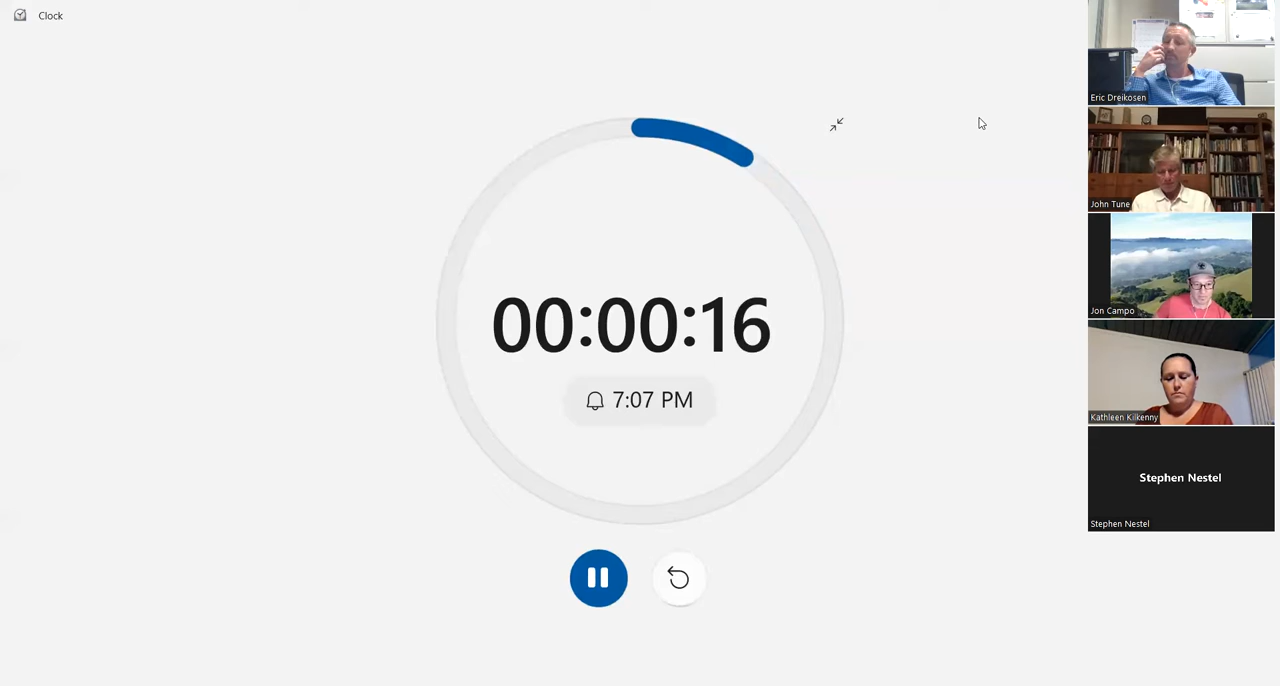 Clock
00:00:16
7:07 PM
Eric Dreikosen
John Tune
Jon Campo
Kathleen Kilkenny
Stephen Nestel
Stephen Nestel